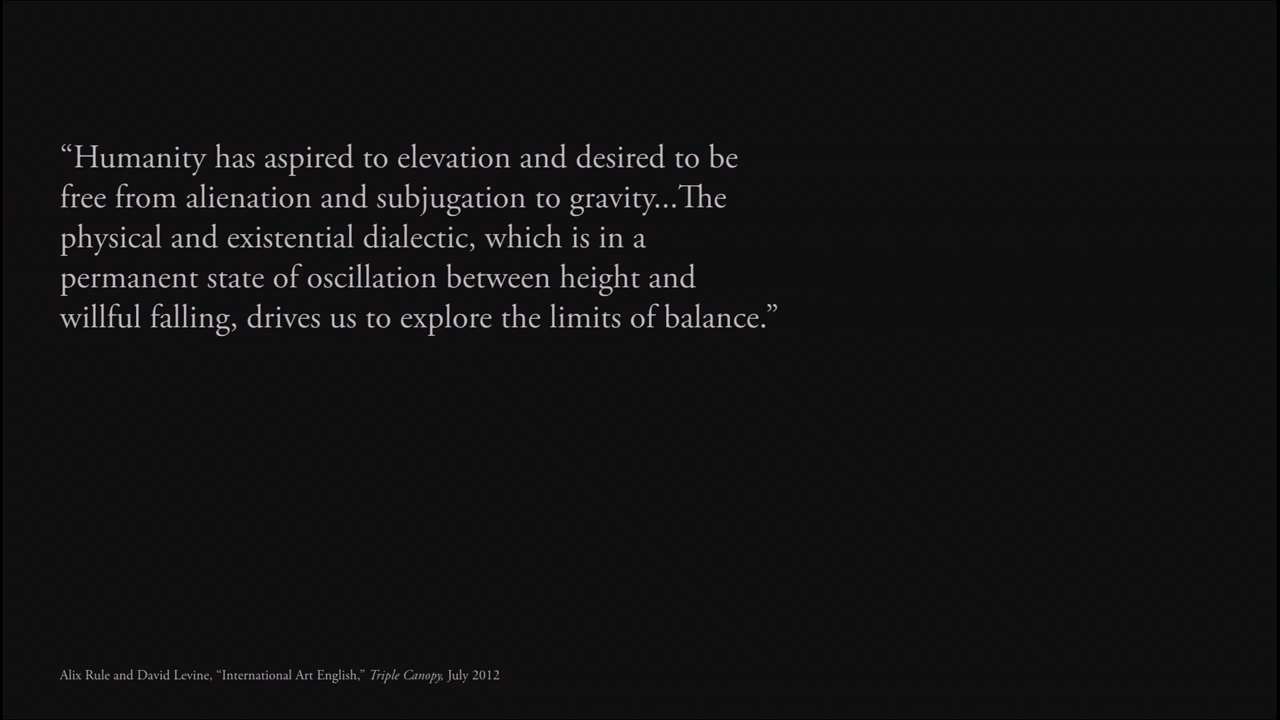 “Humanity has aspired to elevation and desired to be
free from alienation and subjugation to gravity...The
physical and existential dialectic, which is in a
permanent state of oscillation between height and
willful falling, drives us to explore the limits of balance.”
Alix Rule and David Levine, “International Art English,” Triple Canopy, July 2012